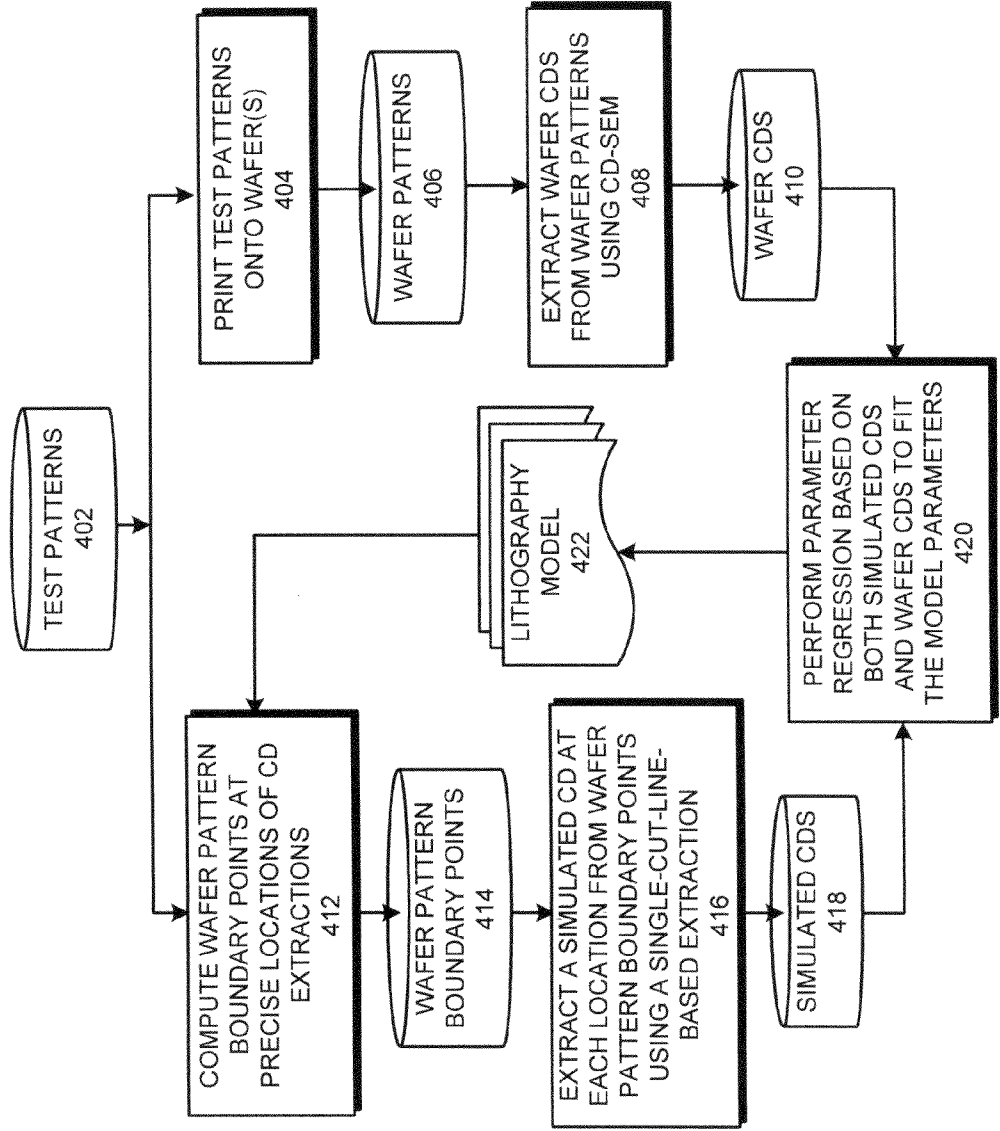 TEST PATTERNS
402
PRINT TEST PATTERNS
ONTO WAFER(S)
404
WAFER PATTERNS
406
EXTRACT WAFER CDS
FROM WAFER PATTERNS
USING CD-SEM
408
WAFER CDS
410
COMPUTE WAFER PATTERN
BOUNDARY POINTS AT
PRECISE LOCATIONS OF CD
EXTRACTIONS
412
WAFER PATTERN
BOUNDARY POINTS
414
EXTRACT A SIMULATED CD AT
EACH LOCATION FROM WAFER
PATTERN BOUNDARY POINTS
USING A SINGLE-CUT-LINE-
BASED EXTRACTION
416
SIMULATED CDS
418
LITHOGRAPHY
MODEL
422
PERFORM PARAMETER
REGRESSION BASED ON
BOTH SIMULATED CDS
AND WAFER CDS TO FIT
THE MODEL PARAMETERS
420